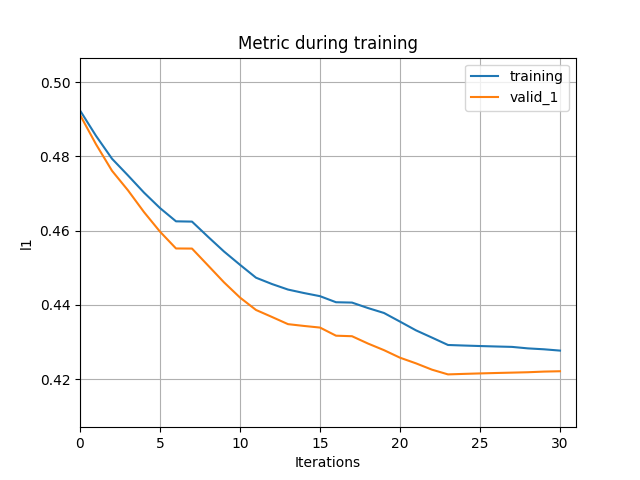 Metric during training
training
valid_1
l1
0.50
0.48
0.46
0.44
0.42
0 5 10 15 20 25 30
Iterations